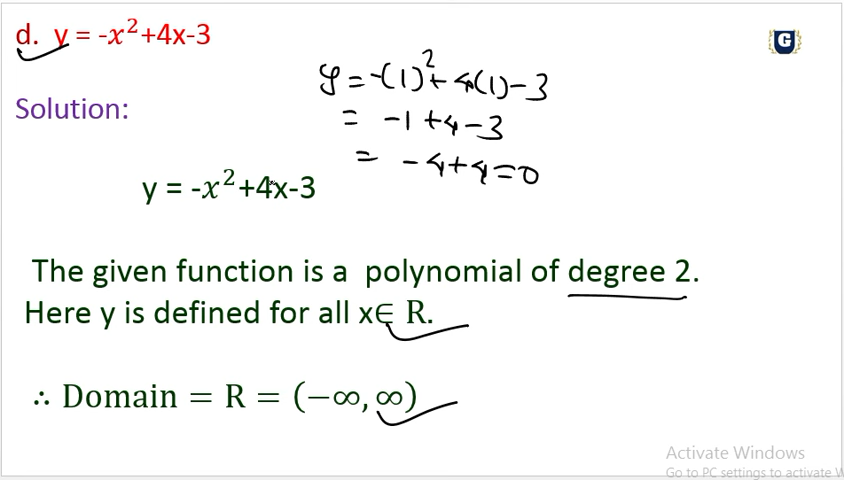 d. y = -x²+4x-3
G
y = -(1)² + 4(1) - 3
= -1 + 4 - 3
= -4 + 4 = 0
Solution:
y = -x²+4x-3
The given function is a polynomial of degree 2.
Here y is defined for all x∈ R.
∴ Domain = R = (−∞, ∞)
Activate Windows
Go to PC settings to activate W